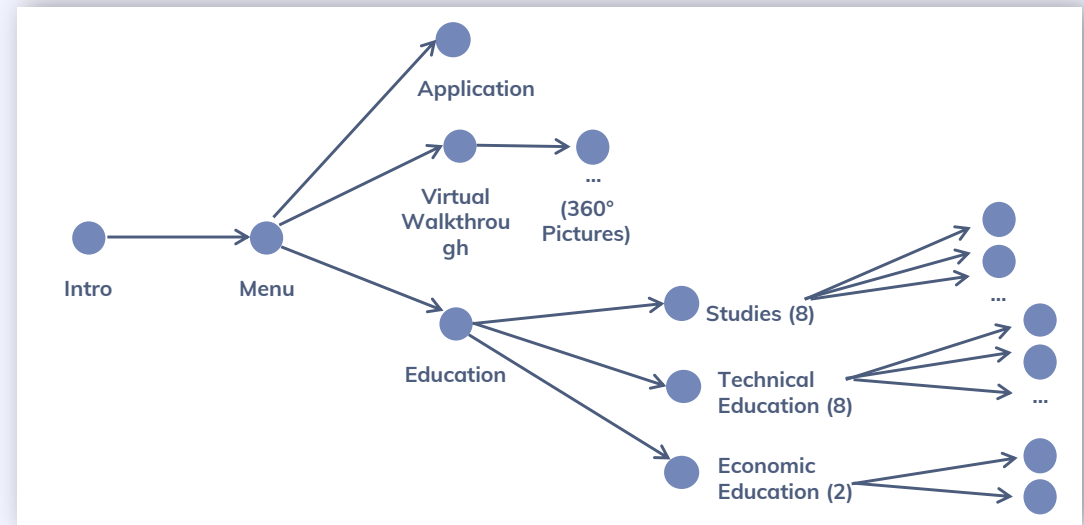 Application
Virtual
Walkthrou
gh
...
(360°
Pictures)
Intro
Menu
Education
Studies (8)
...
Technical
Education (8)
...
Economic
Education (2)